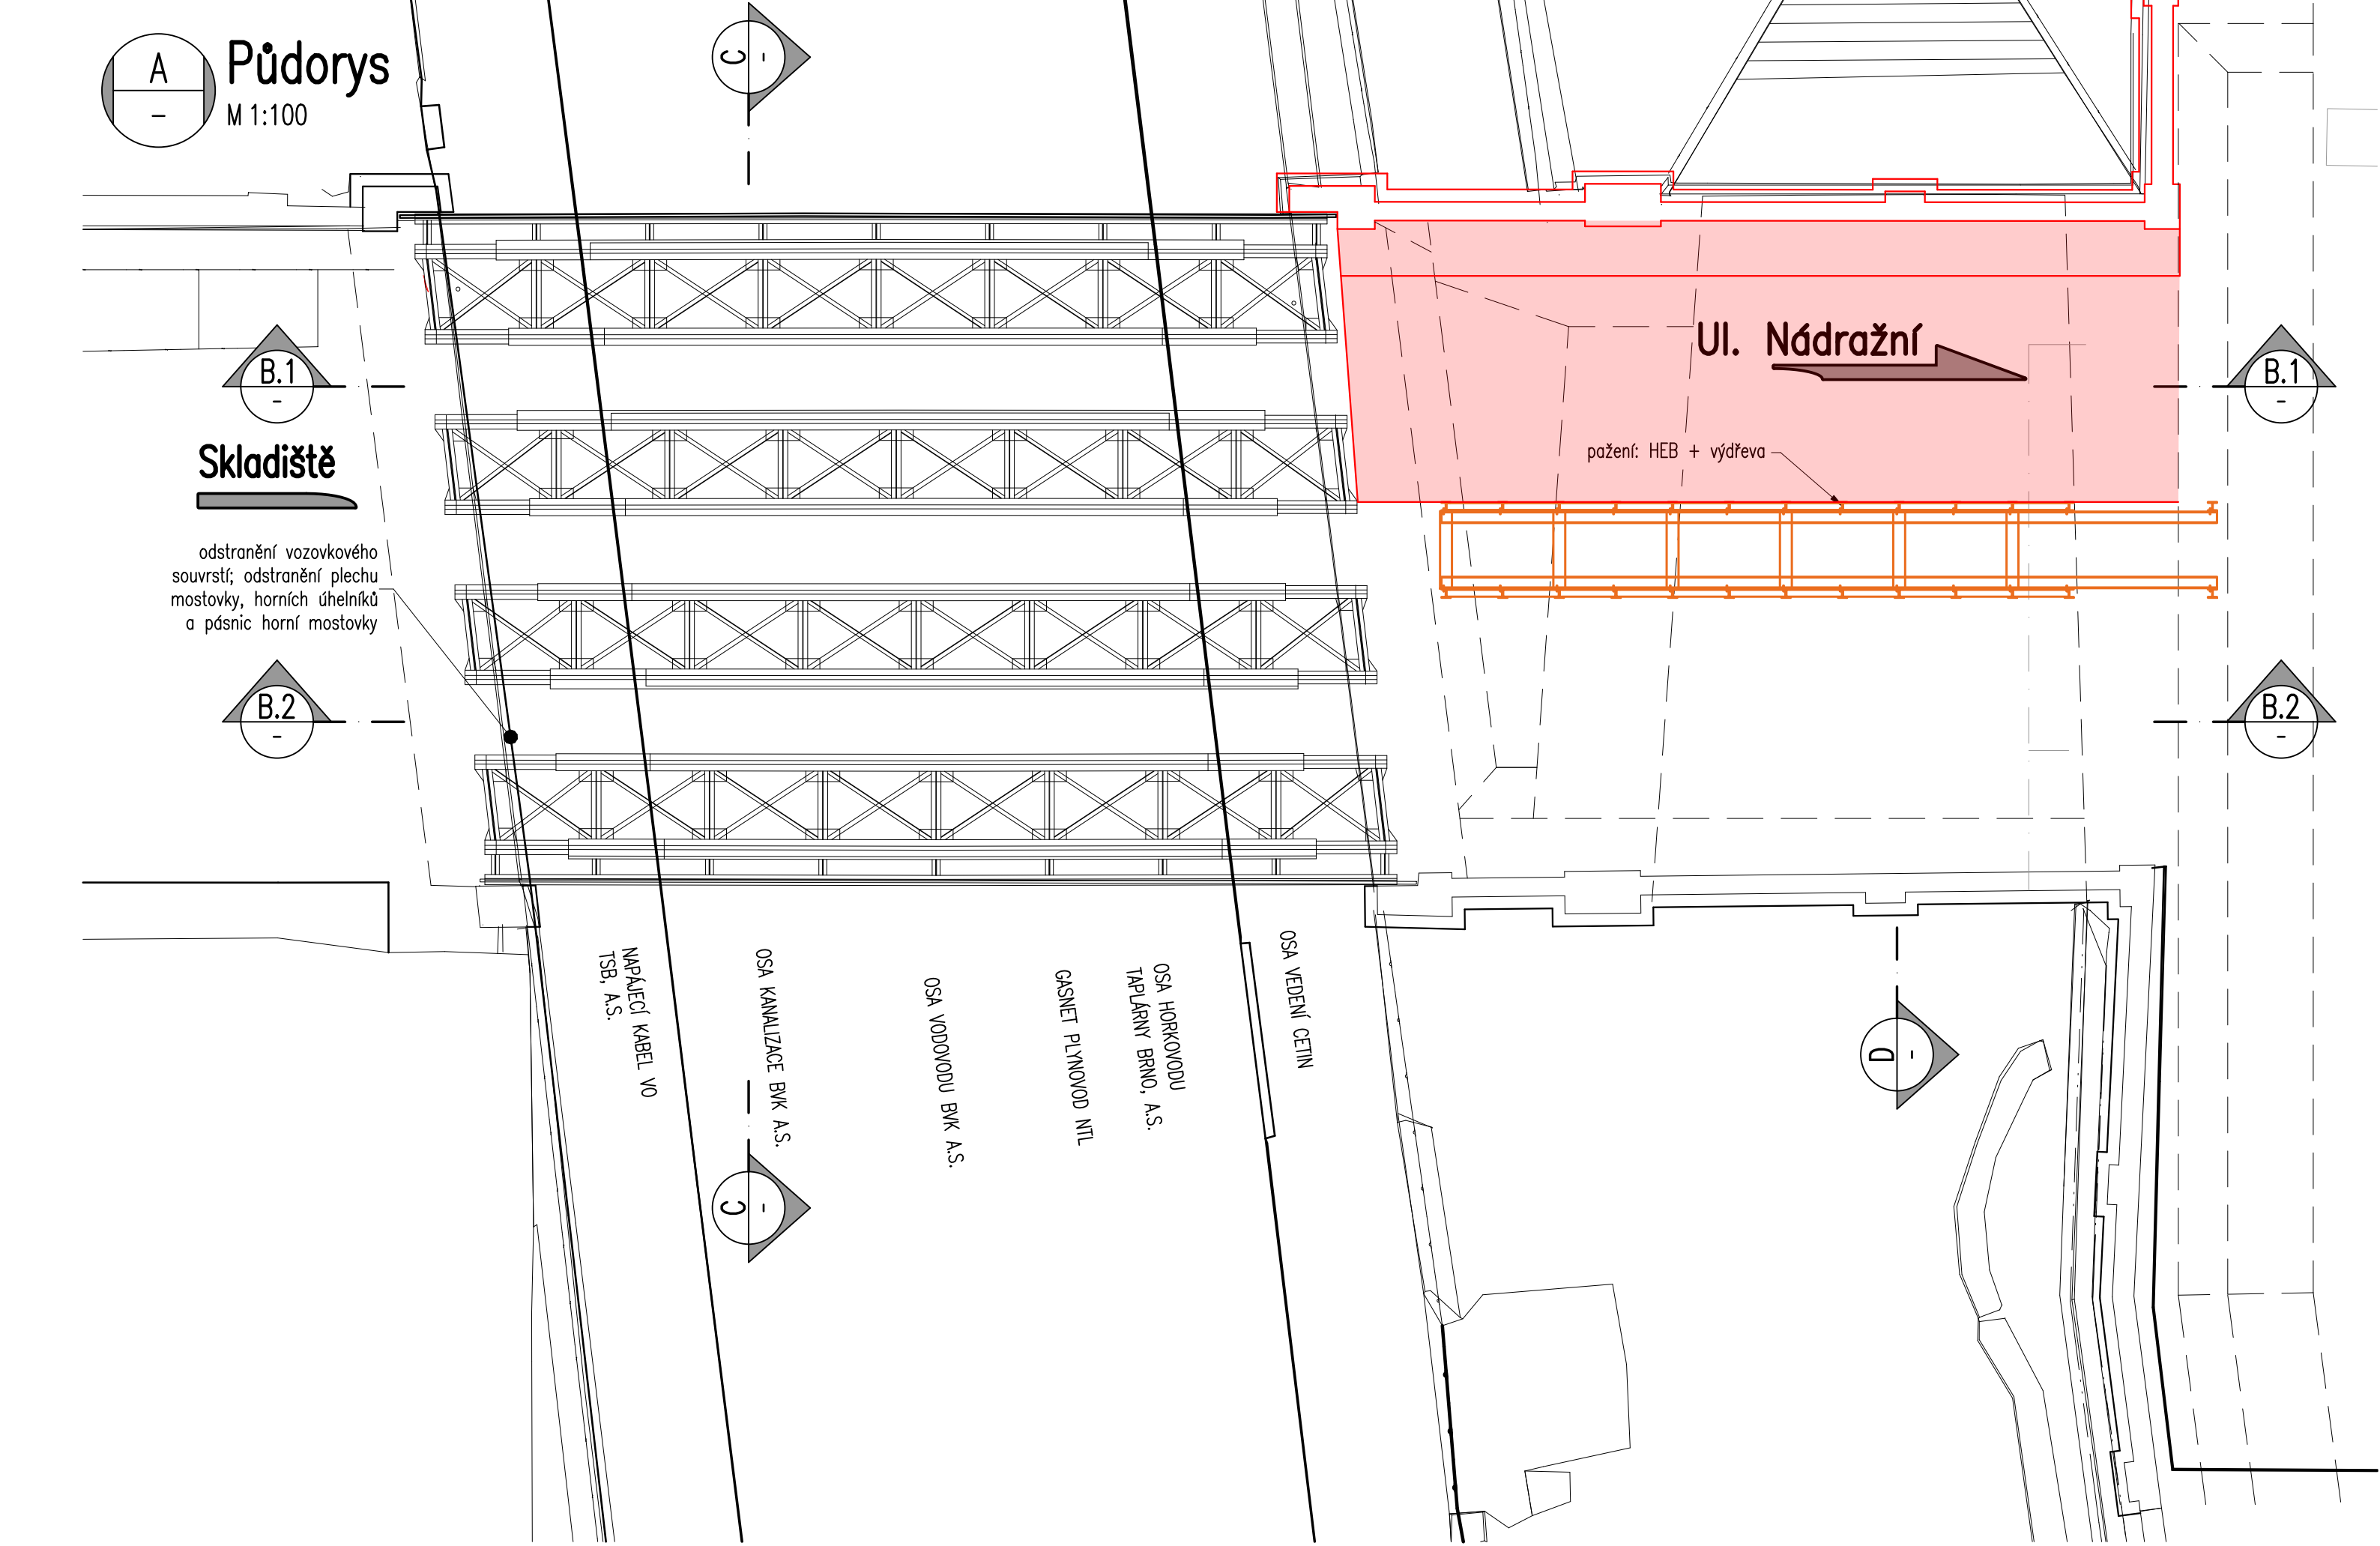 A
-
Půdorys
M 1:100
C
-
Ul. Nádražní
B.1
-
B.1
-
pažení: HEB + výdřeva
Skladiště
odstranění vozovkového
souvrství; odstranění plechu
mostovky, horních úhelníků
a pásnic horní mostovky
B.2
-
B.2
-
NAPÁJECÍ KABEL VO
TSB, A.S.
OSA KANALIZACE BVK A.S.
OSA VODOVODU BVK A.S.
GASNET PLYNOVOD NTL
OSA HORKOVODU
TAPLÁRNY BRNO, A.S.
OSA VEDENÍ CETIN
D
-
C
-